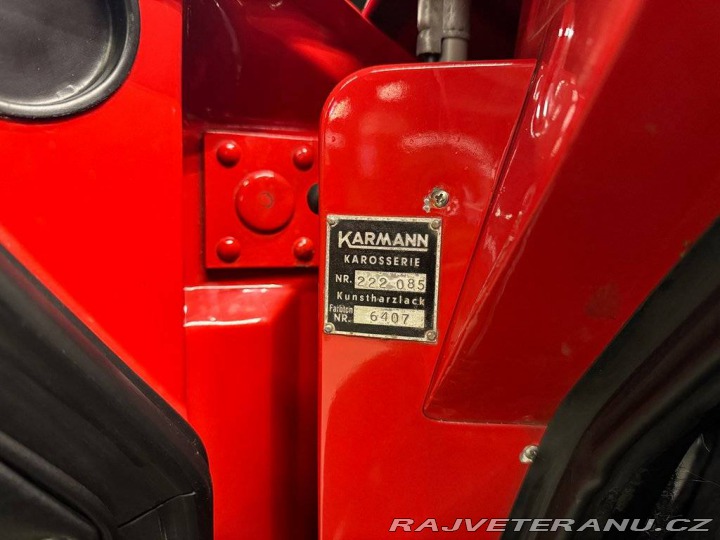 KARMANN
KAROSSERIE
NR. 222 085
Kunstharzlack
Farbton
NR. 6407
RAJVETERANU.CZ